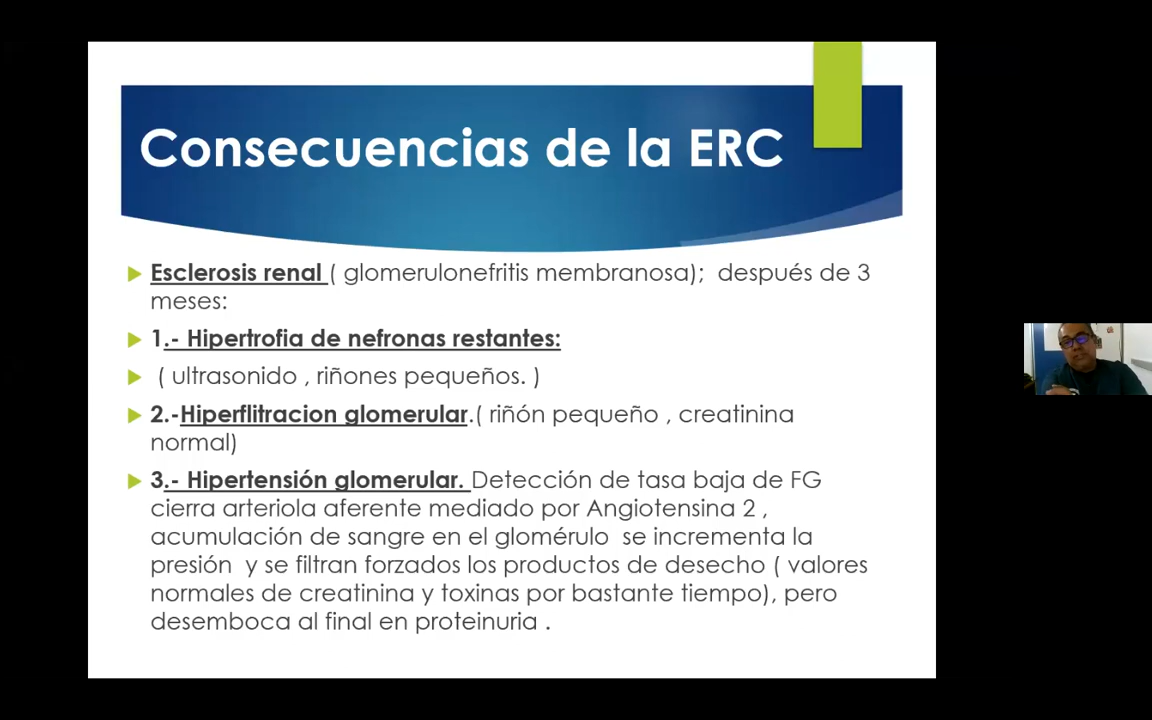 Consecuencias de la ERC
Esclerosis renal ( glomerulonefritis membranosa);  después de 3
meses:
1.- Hipertrofia de nefronas restantes:
( ultrasonido , riñones pequeños. )
2.-Hiperflitracion glomerular.( riñón pequeño , creatinina
normal)
3.- Hipertensión glomerular. Detección de tasa baja de FG
cierra arteriola aferente mediado por Angiotensina 2 ,
acumulación de sangre en el glomérulo  se incrementa la
presión  y se filtran forzados los productos de desecho ( valores
normales de creatinina y toxinas por bastante tiempo), pero
desemboca al final en proteinuria .